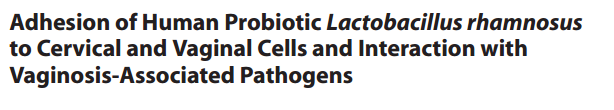 Adhesion of Human Probiotic Lactobacillus rhamnosus
to Cervical and Vaginal Cells and Interaction with
Vaginosis-Associated Pathogens